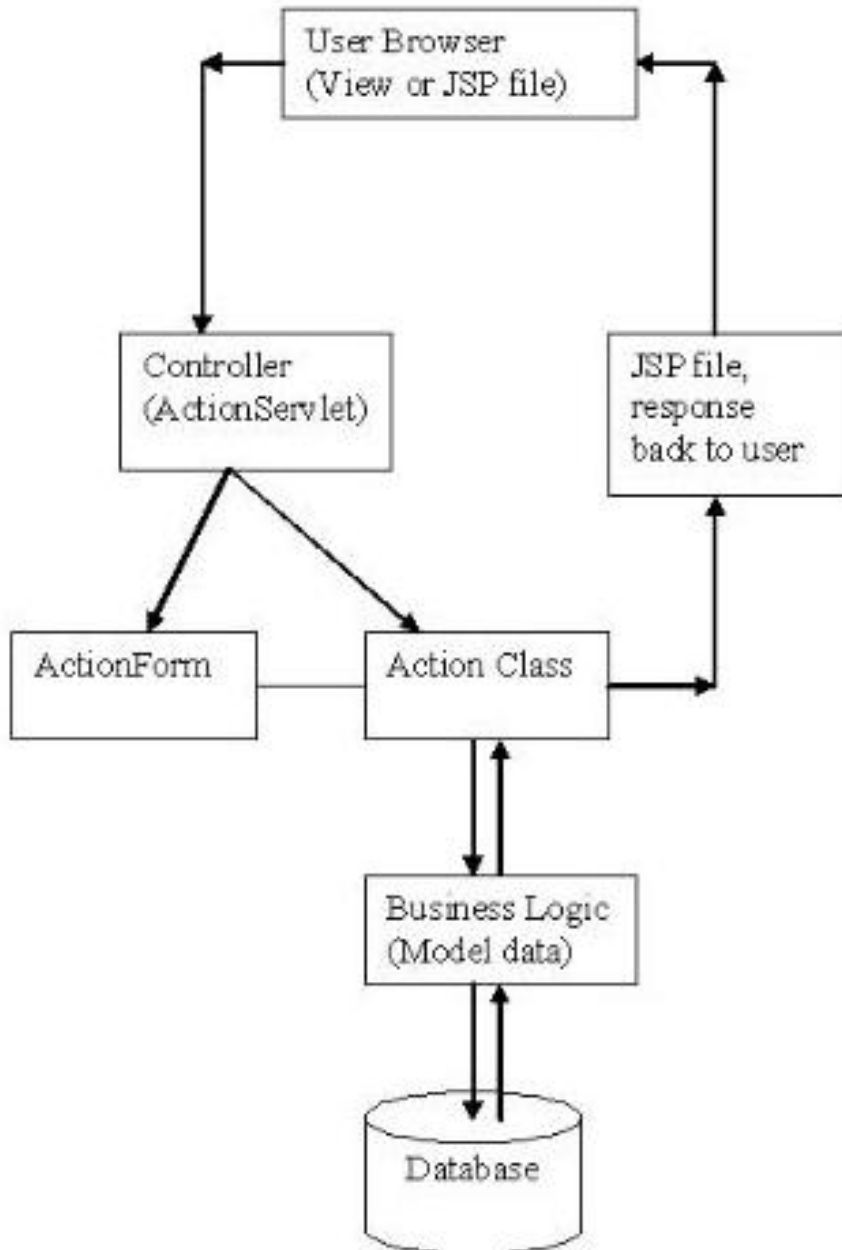 User Browser
(View or JSP file)
Controller
(ActionServlet)
JSP file,
response
back to user
ActionForm
Action Class
Business Logic
(Model data)
Database